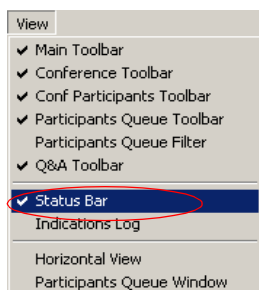 View
Main Toolbar
Conference Toolbar
Conf Participants Toolbar
Participants Queue Toolbar
Participants Queue Filter
Q&A Toolbar
Status Bar
Indications Log
Horizontal View
Participants Queue Window